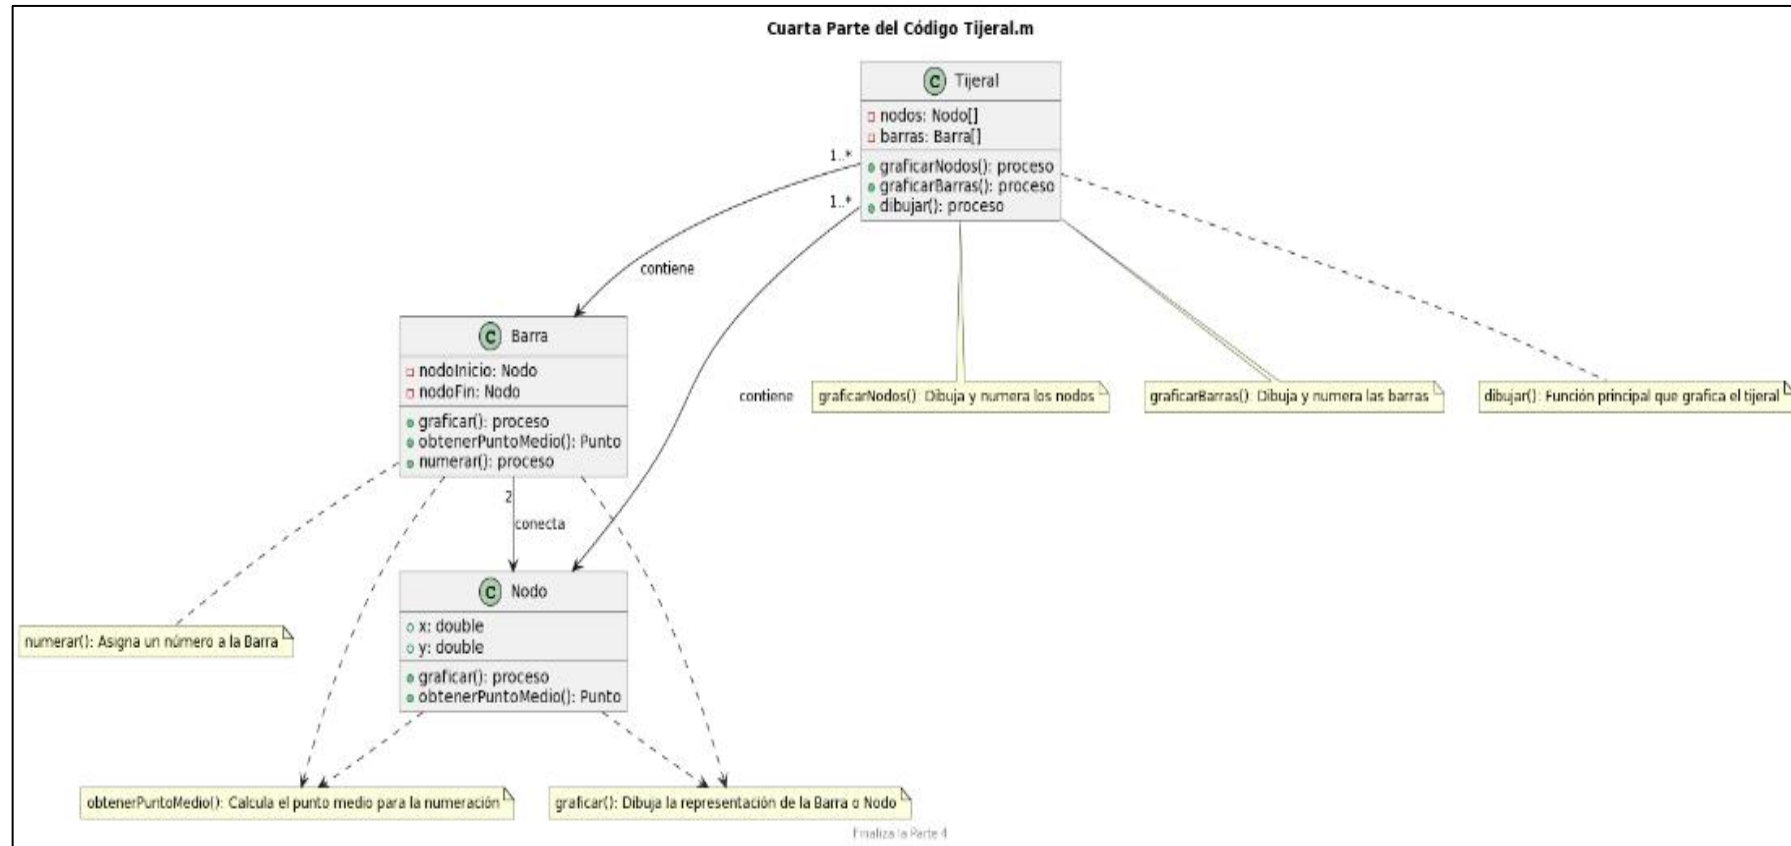 Cuarta Parte del Código Tijeral.m
C Tijeral
nodos: Nodo[]
barras: Barra[]
graficarNodos(): proceso
graficarBarras(): proceso
dibujar(): proceso
1..*
1..*
contiene
C Barra
nodoInicio: Nodo
nodoFin: Nodo
graficar(): proceso
obtenerPuntoMedio(): Punto
numerar(): proceso
contiene
graficarNodos(): Dibuja y numera los nodos
graficarBarras(): Dibuja y numera las barras
dibujar(): Función principal que grafica el tijeral
2
conecta
C Nodo
x: double
y: double
graficar(): proceso
obtenerPuntoMedio(): Punto
numerar(): Asigna un número a la Barra
obtenerPuntoMedio(): Calcula el punto medio para la numeración
graficar(): Dibuja la representación de la Barra o Nodo
Finaliza la Parte 4